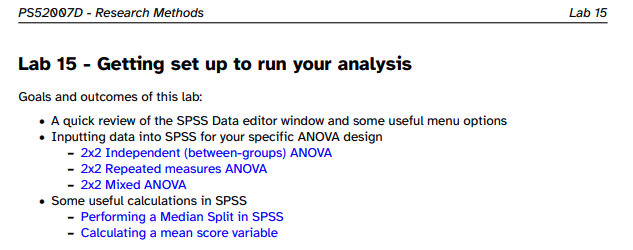 PS52007D - Research Methods Lab 15
Lab 15 - Getting set up to run your analysis
Goals and outcomes of this lab:
• A quick review of the SPSS Data editor window and some useful menu options
• Inputting data into SPSS for your specific ANOVA design
– 2x2 Independent (between-groups) ANOVA
– 2x2 Repeated measures ANOVA
– 2x2 Mixed ANOVA
• Some useful calculations in SPSS
– Performing a Median Split in SPSS
– Calculating a mean score variable